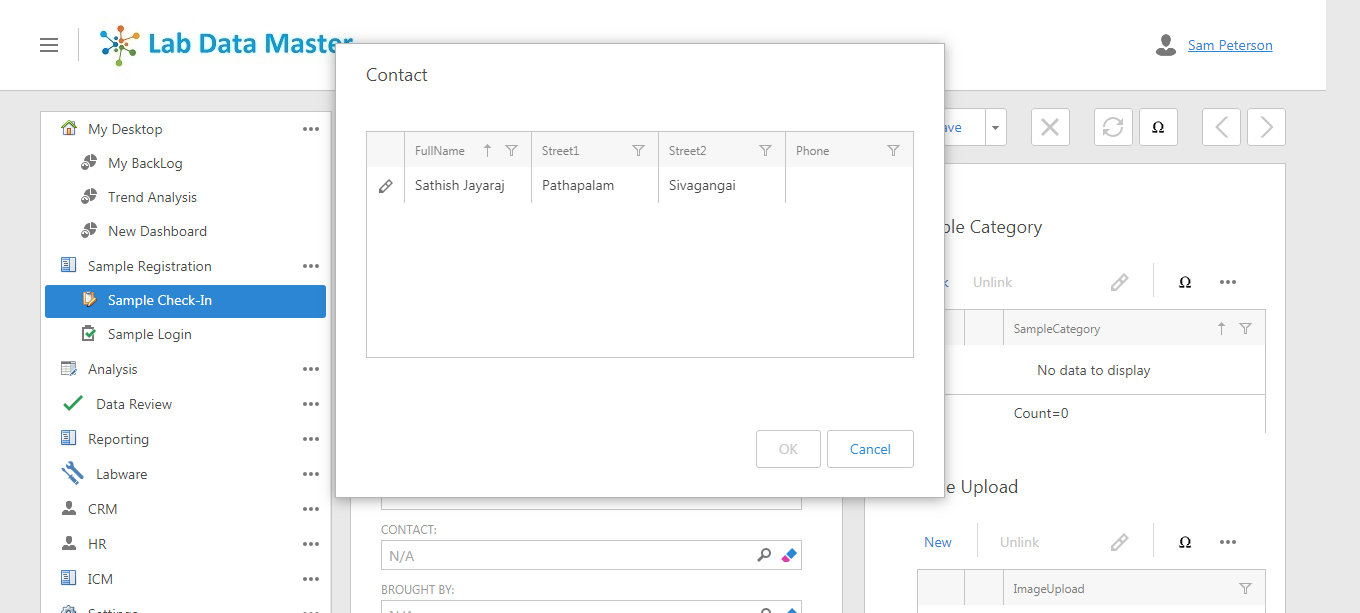 Lab Data Master
Sam Peterson
My Desktop
My BackLog
Trend Analysis
New Dashboard
Sample Registration
Sample Check-In
Sample Login
Analysis
Data Review
Reporting
Labware
CRM
HR
ICM
Settings
Contact
FullName Street1 Street2 Phone
Sathish Jayaraj Pathapalam Sivagangai
OK Cancel
CONTACT:
N/A
BROUGHT BY:
N/A
ave Ω
ple Category
k Unlink Ω
SampleCategory
No data to display
Count=0
e Upload
New Unlink Ω
ImageUpload